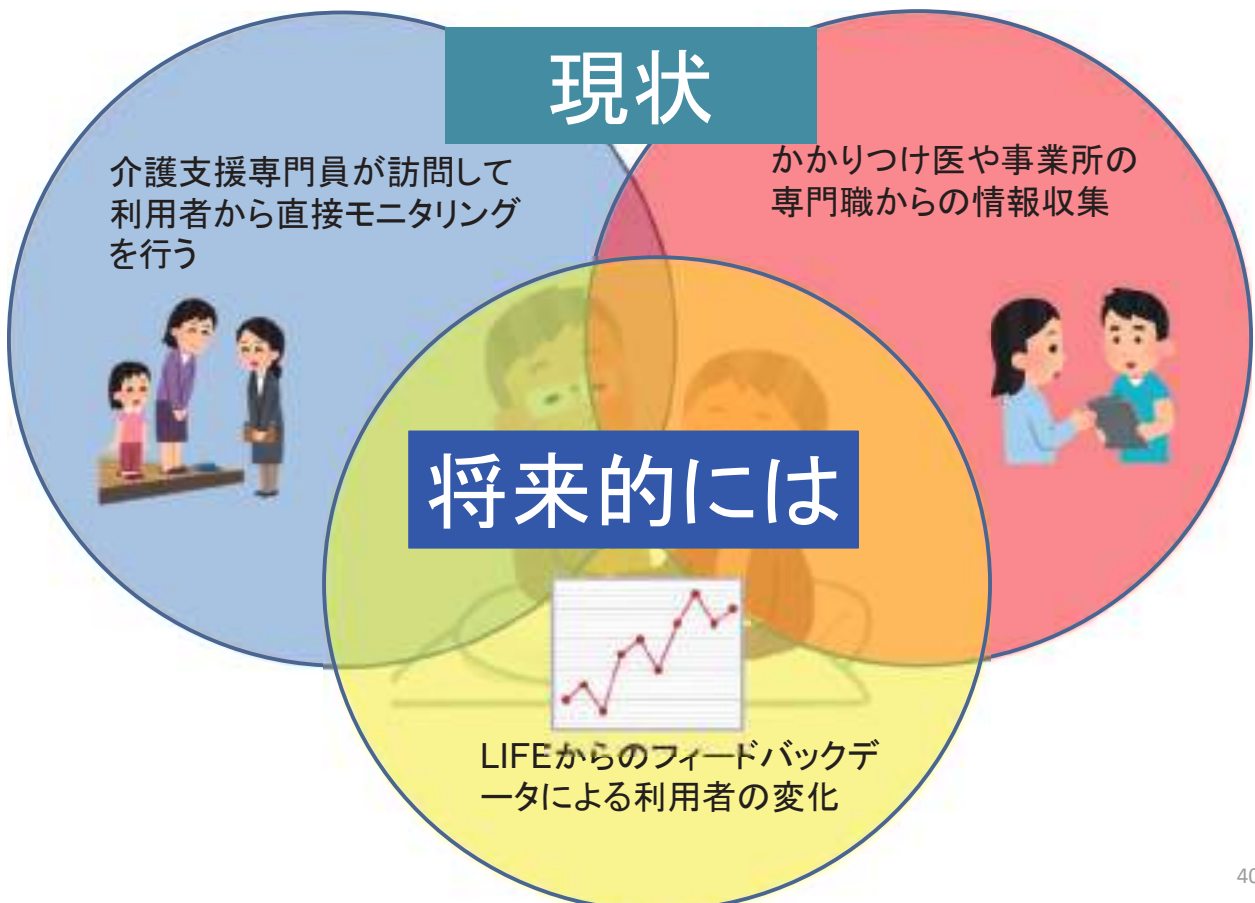 現状
介護支援専門員が訪問して
利用者から直接モニタリング
を行う
かかりつけ医や事業所の
専門職からの情報収集
将来的には
LIFEからのフィードバックデ
ータによる利用者の変化
40